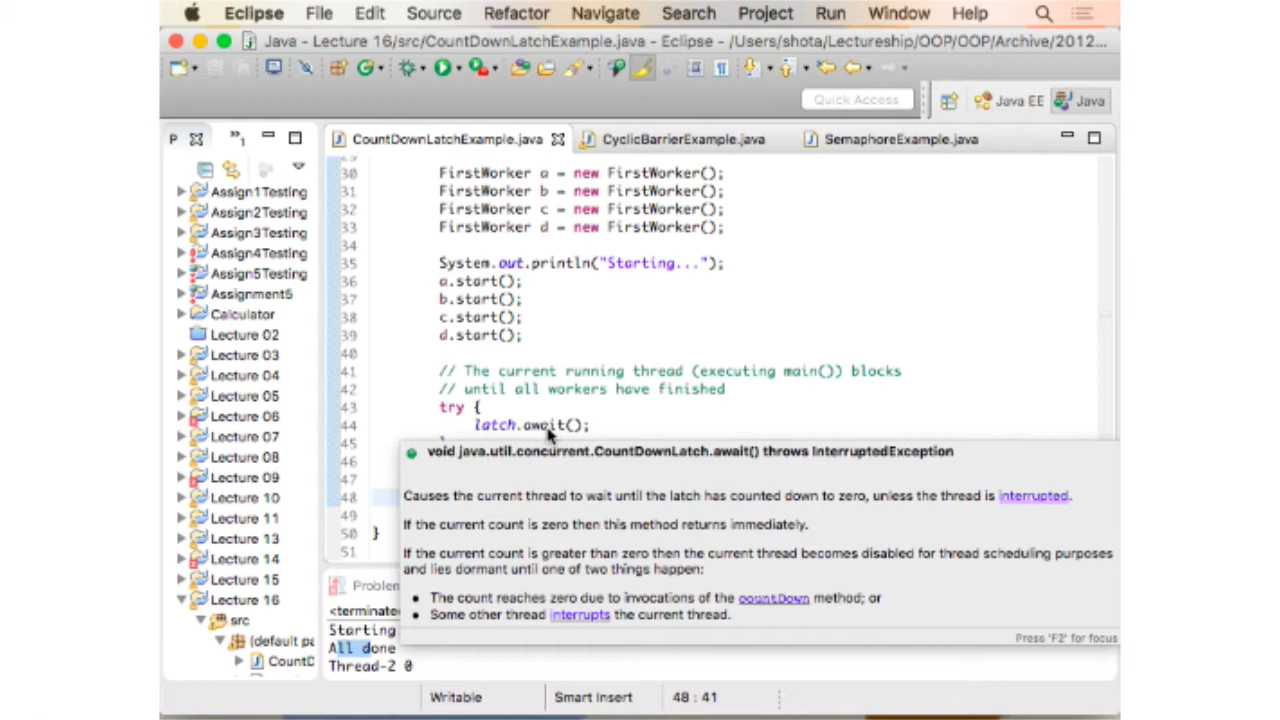 Eclipse File Edit Source Refactor Navigate Search Project Run Window Help
Java - Lecture 16/src/CountDownLatchExample.java - Eclipse - /Users/shota/Lectureship/OOP/OOP/Archive/2012...
Quick Access
Java EE
Java
P
1
CountDownLatchExample.java
CyclicBarrierExample.java
SemaphoreExample.java
Assign1Testing
Assign2Testing
Assign3Testing
Assign4Testing
Assign5Testing
Assignment5
Calculator
Lecture 02
Lecture 03
Lecture 04
Lecture 05
Lecture 06
Lecture 07
Lecture 08
Lecture 09
Lecture 10
Lecture 11
Lecture 13
Lecture 14
Lecture 15
Lecture 16
src
(default pa
CountD
29
30 FirstWorker a = new FirstWorker();
31 FirstWorker b = new FirstWorker();
32 FirstWorker c = new FirstWorker();
33 FirstWorker d = new FirstWorker();
34
35 System.out.println("Starting...");
36 a.start();
37 b.start();
38 c.start();
39 d.start();
40
41 // The current running thread (executing main()) blocks
42 // until all workers have finished
43 try {
44 latch.await();
45
46
47
48
49
50 }
51
void java.util.concurrent.CountDownLatch.await() throws InterruptedException
Causes the current thread to wait until the latch has counted down to zero, unless the thread is interrupted.
If the current count is zero then this method returns immediately.
If the current count is greater than zero then the current thread becomes disabled for thread scheduling purposes
and lies dormant until one of two things happen:
• The count reaches zero due to invocations of the countDown method; or
• Some other thread interrupts the current thread.
Press 'F2' for focus
Problem
<terminate
Starting
All done
Thread-2 0
Writable
Smart Insert
48 : 41